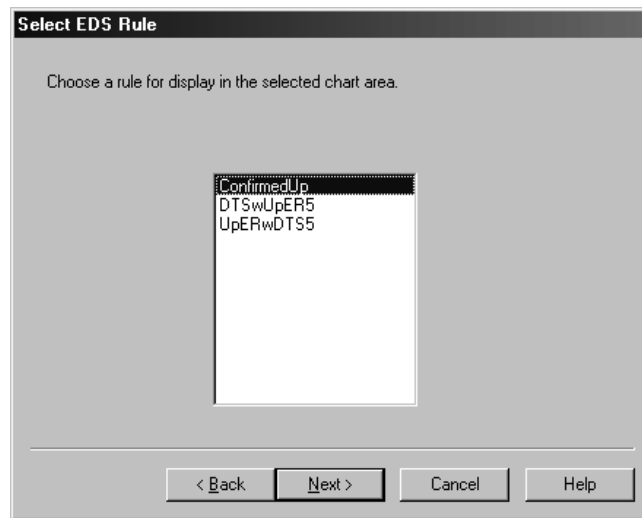 Select EDS Rule
Choose a rule for display in the selected chart area.
ConfirmedUp
DTSwUpER5
UpERwDTS5
< Back Next > Cancel Help